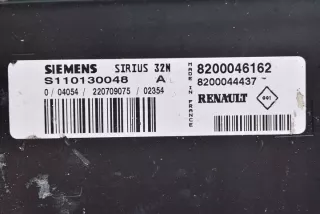 SIEMENS SIRIUS 32N
S110130048 A
0 / 04054 / 220709075 / 02354
MADE IN FRANCE
8200046162
8200044437
RENAULT